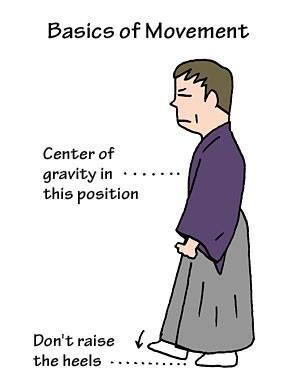 Basics of Movement
Center of
gravity in
this position
Don't raise
the heels